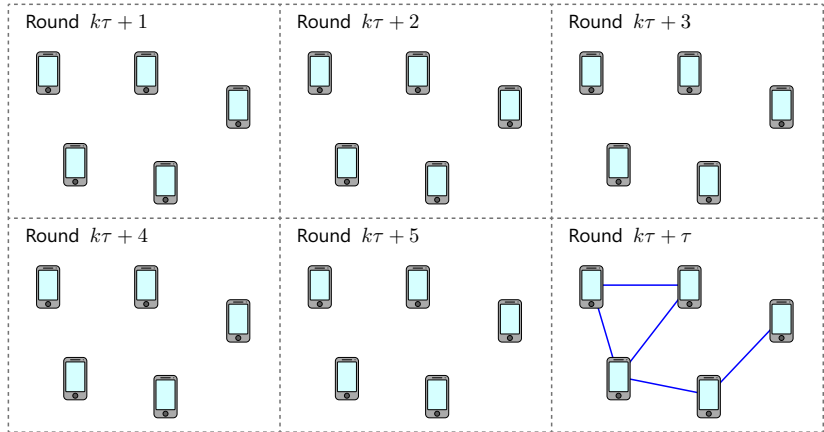 Round kτ + 1
Round kτ + 2
Round kτ + 3
Round kτ + 4
Round kτ + 5
Round kτ + τ